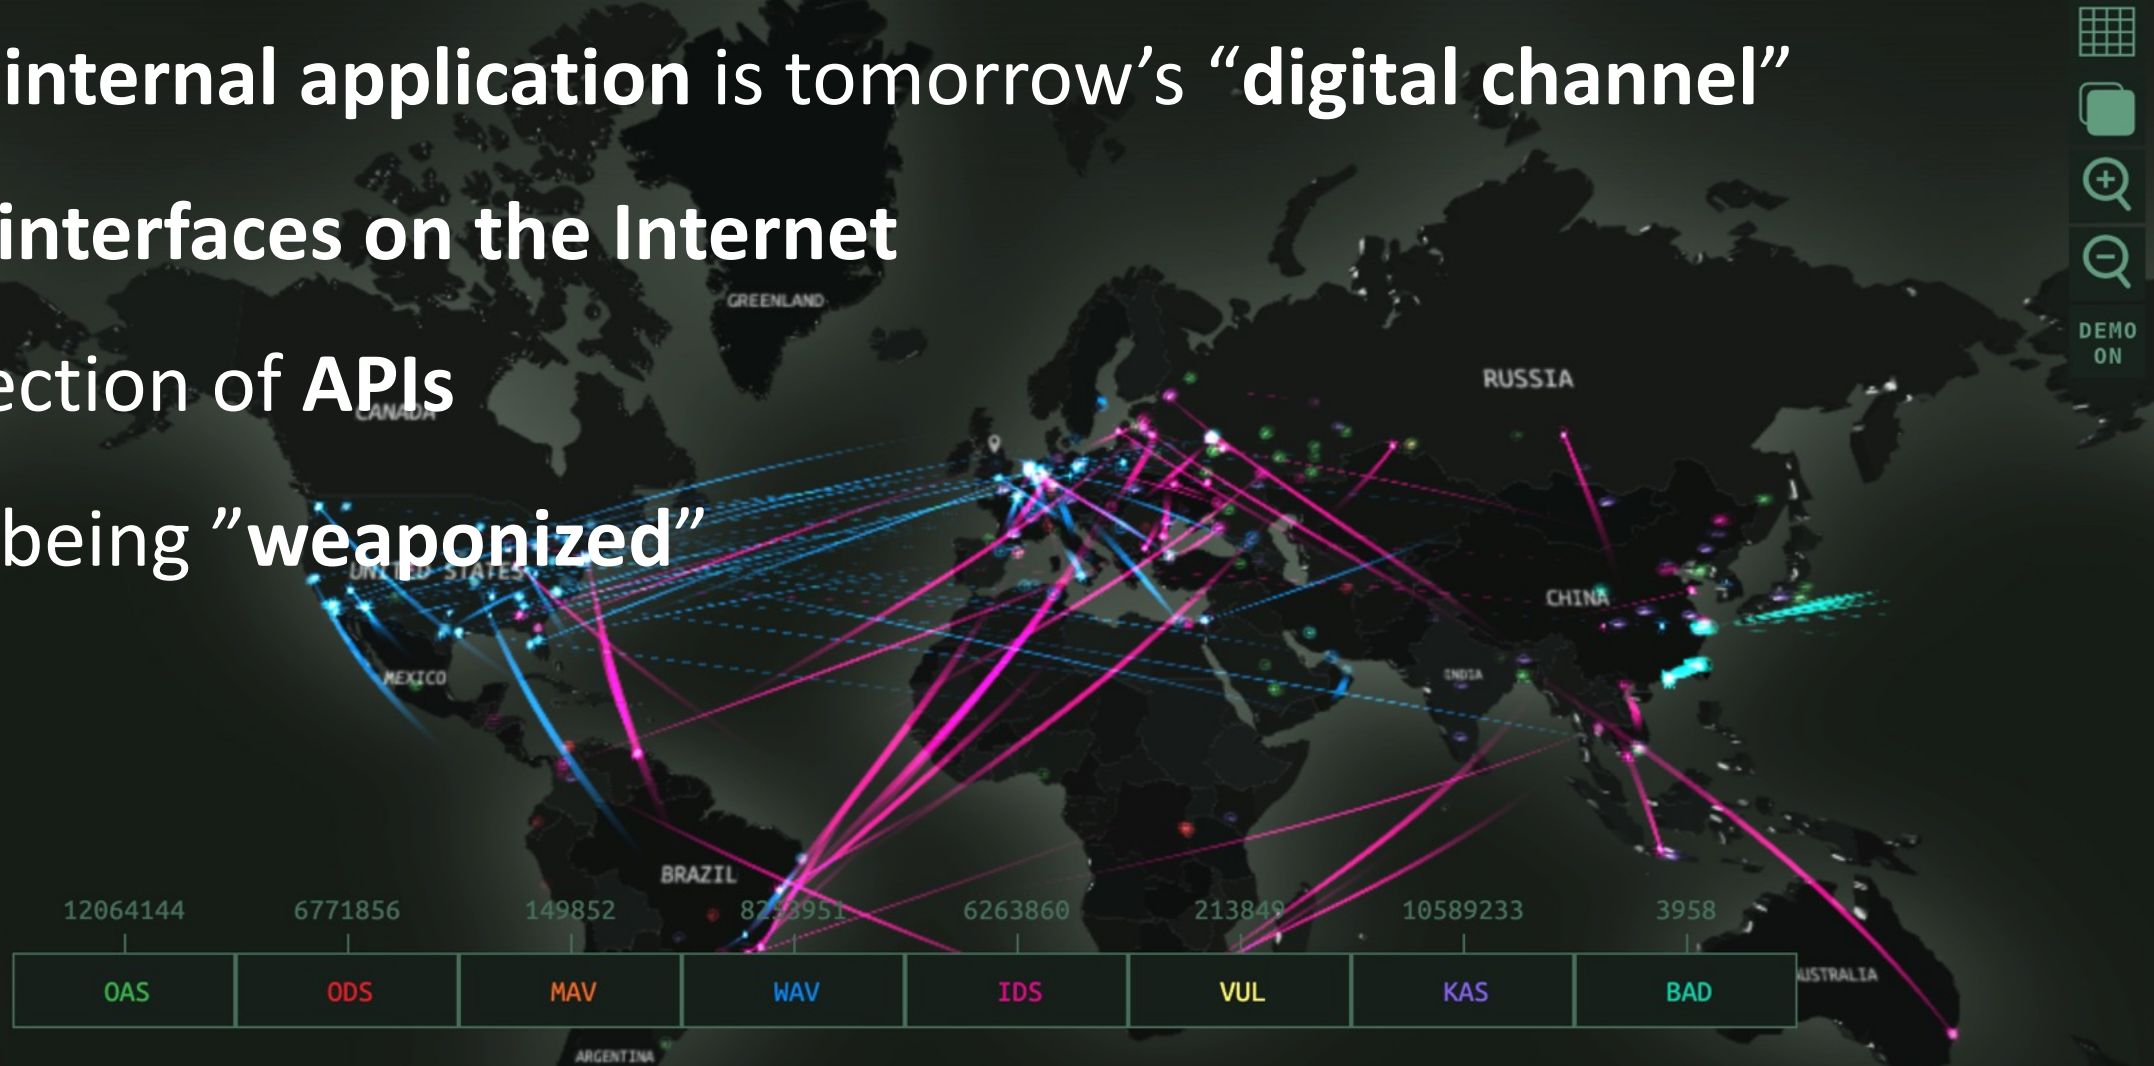 internal application is tomorrow’s “digital channel”
interfaces on the Internet
GREENLAND
DEMO
ON
RUSSIA
ection of APIs
CANADA
being ”weaponized”
UNITED STATES
CHINA
MEXICO
INDIA
BRAZIL
12064144 6771856 149852 6263860 213849 10589233 3958
OAS ODS MAV WAV IDS VUL KAS BAD
USTRALIA
ARGENTINA